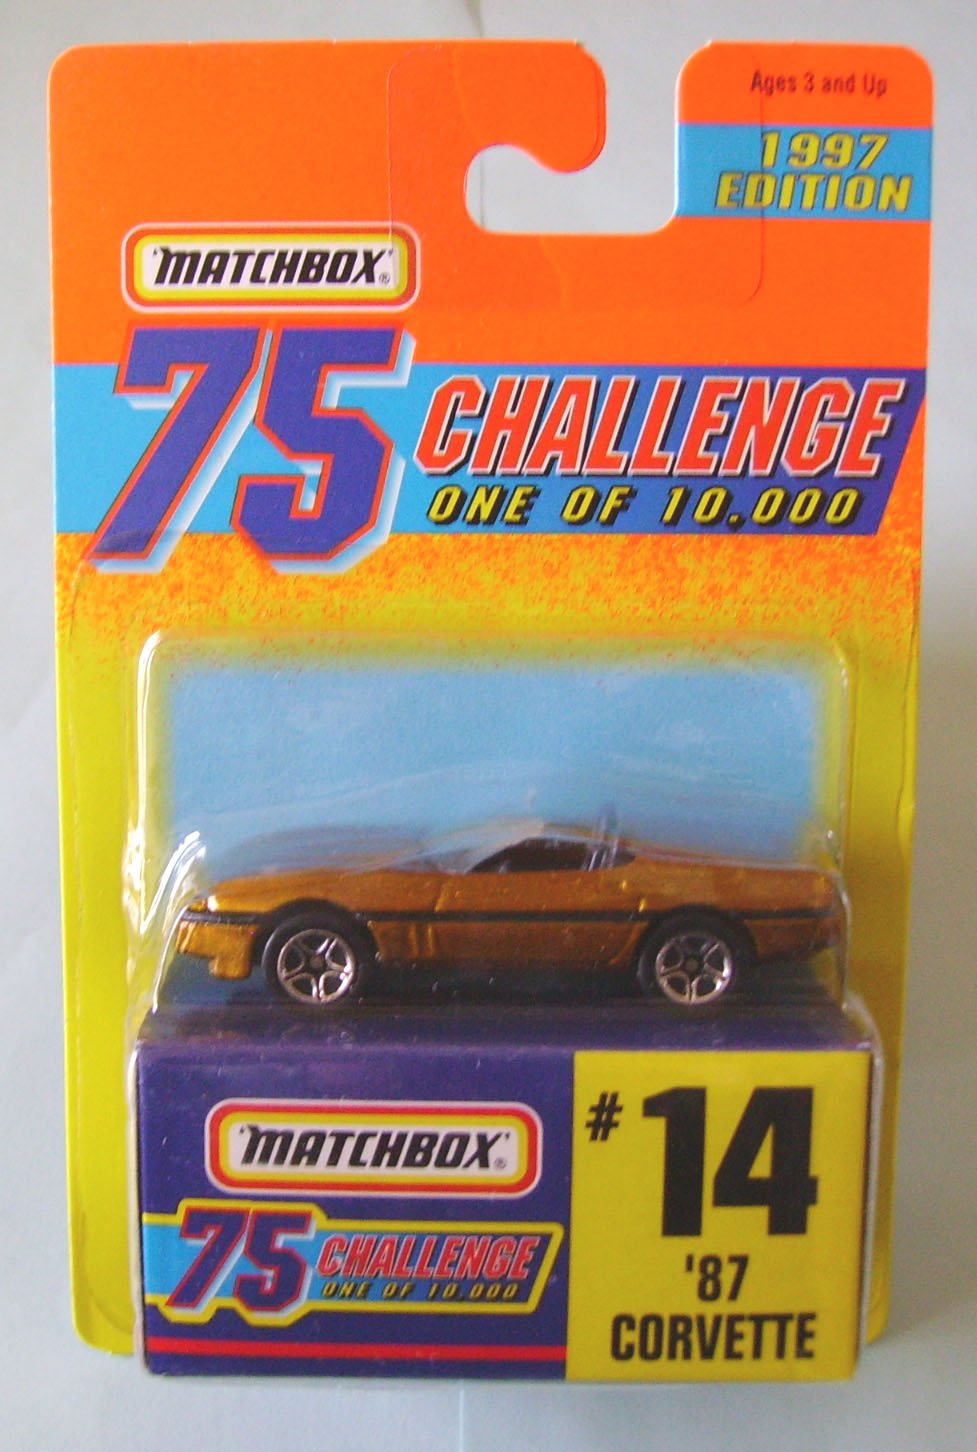 Ages 3 and Up
1997
EDITION
'MATCHBOX'®
75
CHALLENGE
ONE OF 10,000
'MATCHBOX'®
75
CHALLENGE
ONE OF 10,000
#14
'87
CORVETTE